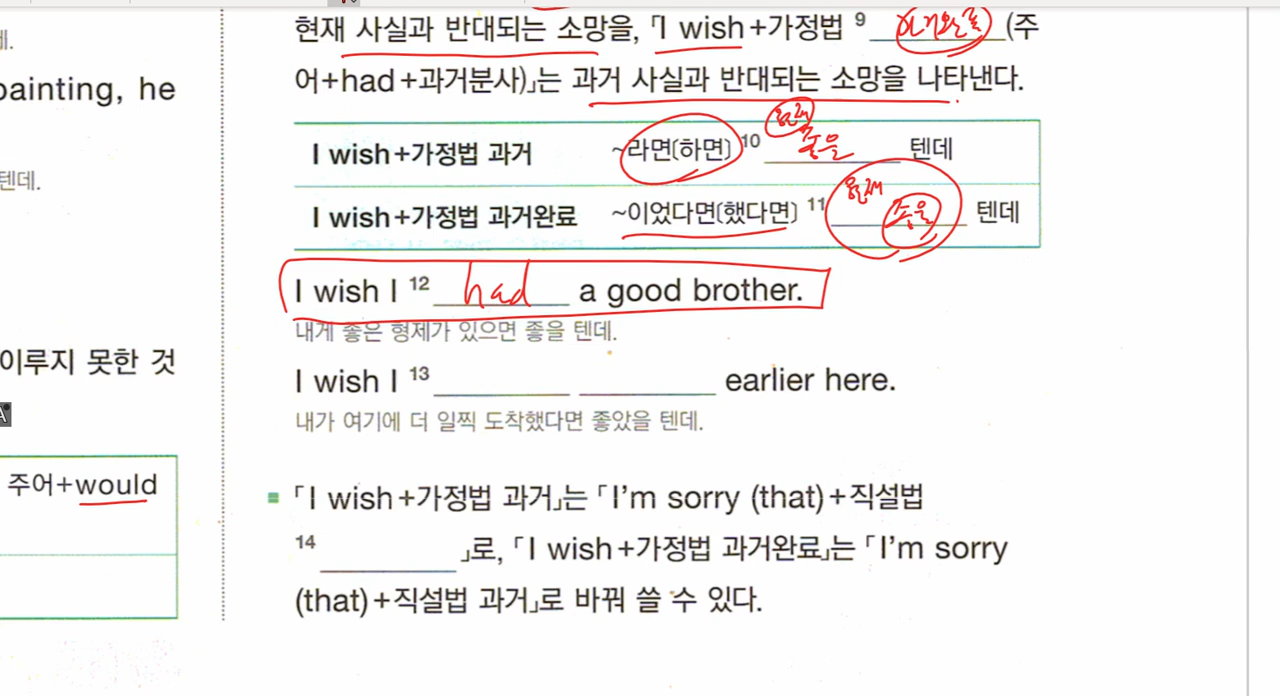 데.
painting, he
텐데.
이루지 못한 것
주어+would
현재 사실과 반대되는 소망을, 「I wish+가정법 9 과거완료 (주
어+had+과거분사)」는 과거 사실과 반대되는 소망을 나타낸다.
현재
I wish+가정법 과거 ~라면(하면) 10 좋을 텐데
현재
I wish+가정법 과거완료 ~이었다면(했다면) 11 좋을 텐데
I wish I 12 had a good brother.
내게 좋은 형제가 있으면 좋을 텐데.
I wish I 13 earlier here.
내가 여기에 더 일찍 도착했다면 좋았을 텐데.
「I wish+가정법 과거」는 「I'm sorry (that)+직설법
14 」로, 「I wish+가정법 과거완료」는 「I'm sorry
(that)+직설법 과거」로 바꿔 쓸 수 있다.